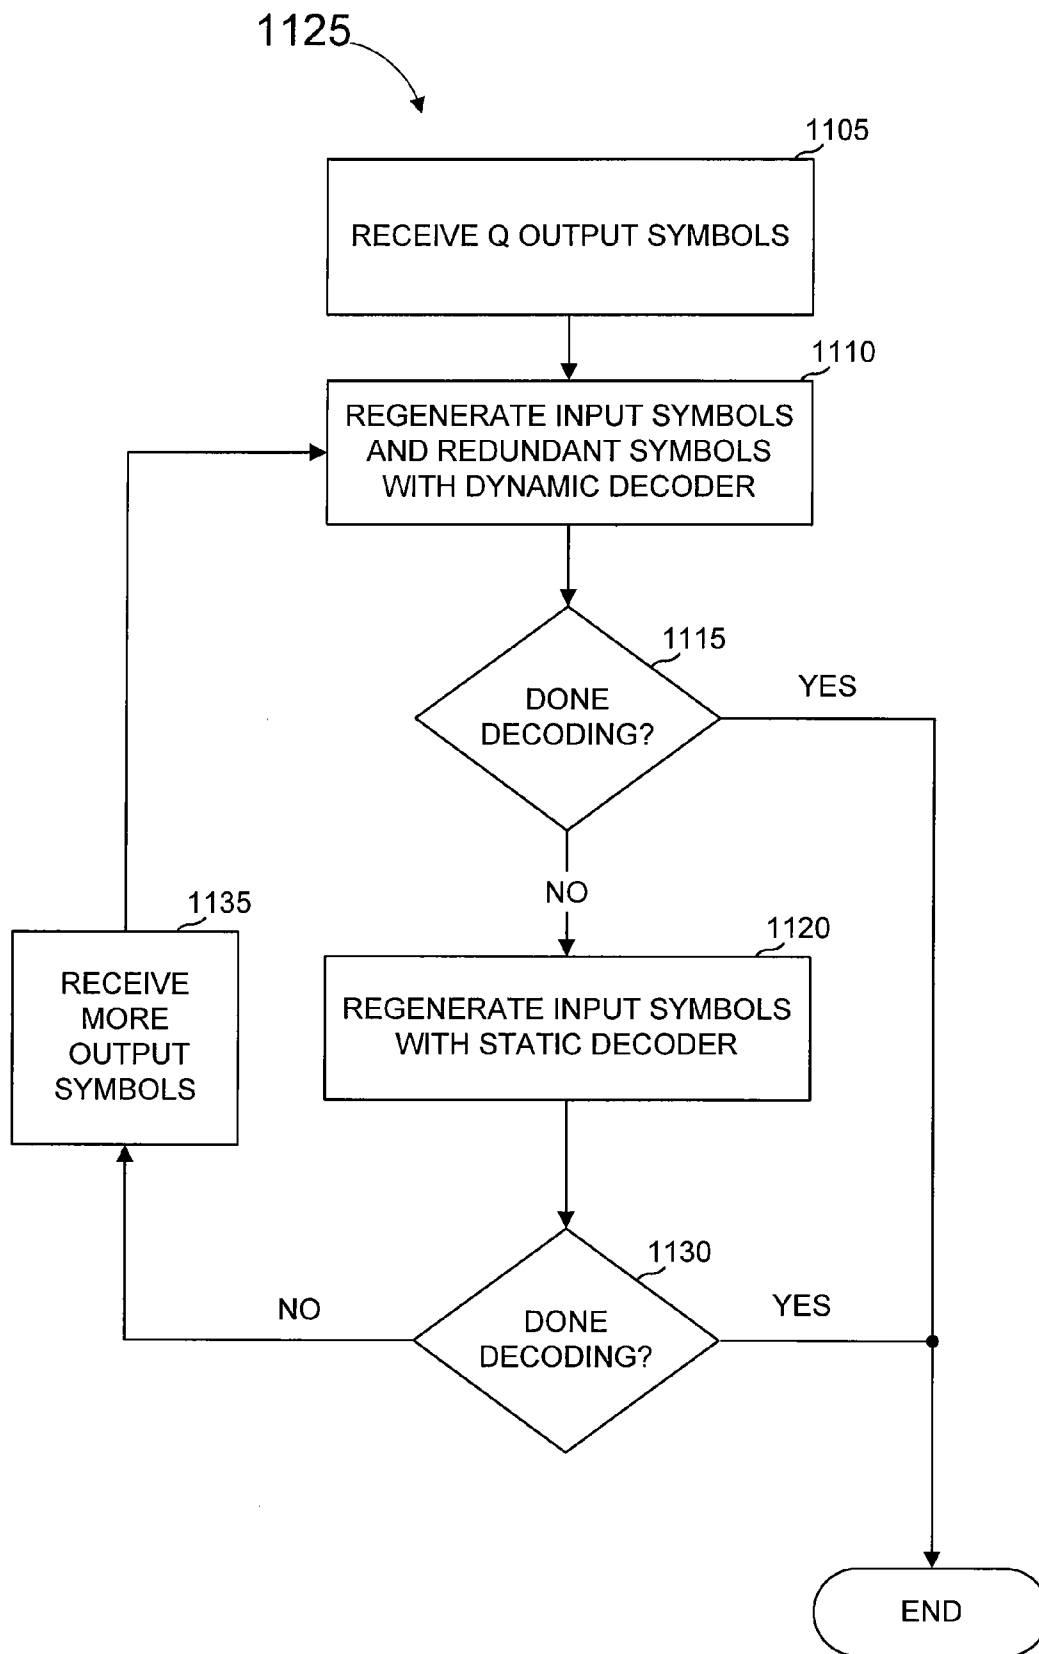 1125
1105
RECEIVE Q OUTPUT SYMBOLS
1110
REGENERATE INPUT SYMBOLS
AND REDUNDANT SYMBOLS
WITH DYNAMIC DECODER
1115
DONE
DECODING?
YES
NO
1135
RECEIVE
MORE
OUTPUT
SYMBOLS
1120
REGENERATE INPUT SYMBOLS
WITH STATIC DECODER
1130
DONE
DECODING?
NO
YES
END